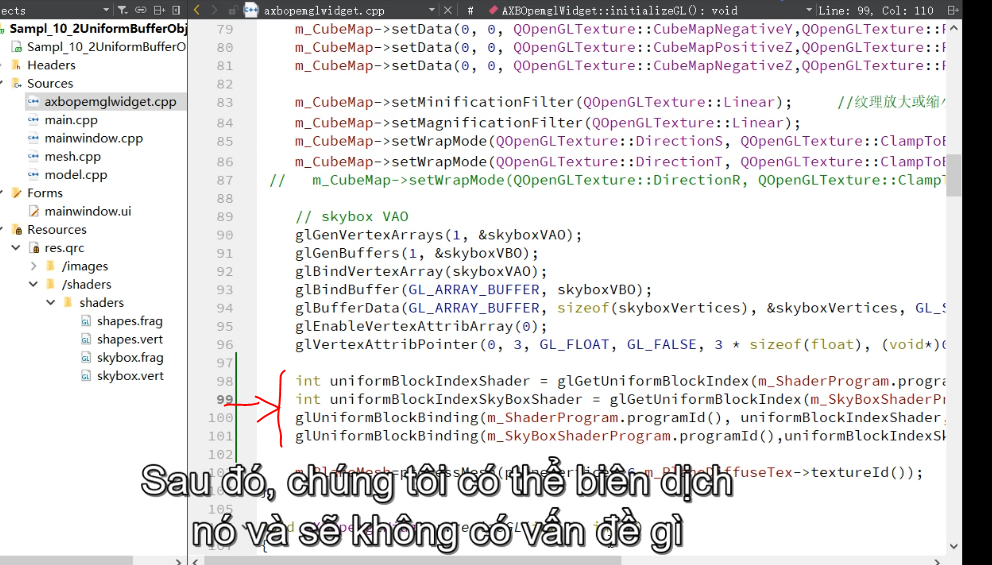 ects
axbopemglvidget.cpp
#
AXBOpemglWidget::initializeGL(): void
Line: 99, Col: 110
Sampl_10_2UniformBufferObj
Sampl_10_2UniformBufferO
Headers
Sources
axbopemglwidget.cpp
main.cpp
mainwindow.cpp
mesh.cpp
model.cpp
Forms
mainwindow.ui
Resources
res.qrc
/images
/shaders
shaders
shapes.frag
shapes.vert
skybox.frag
skybox.vert
79 m_CubeMap->setData(0, 0, QOpenGLTexture::CubeMapNegativeY,QOpenGLTexture::
80 m_CubeMap->setData(0, 0, QOpenGLTexture::CubeMapPositiveZ,QOpenGLTexture::
81 m_CubeMap->setData(0, 0, QOpenGLTexture::CubeMapNegativeZ,QOpenGLTexture::
82
83 m_CubeMap->setMinificationFilter(QOpenGLTexture::Linear); //纹理放大或缩
84 m_CubeMap->setMagnificationFilter(QOpenGLTexture::Linear);
85 m_CubeMap->setWrapMode(QOpenGLTexture::DirectionS, QOpenGLTexture::ClampTo
86 m_CubeMap->setWrapMode(QOpenGLTexture::DirectionT, QOpenGLTexture::ClampTo
87 // m_CubeMap->setWrapMode(QOpenGLTexture::DirectionR, QOpenGLTexture::Clamp
88
89 // skybox VAO
90 glGenVertexArrays(1, &skyboxVAO);
91 glGenBuffers(1, &skyboxVBO);
92 glBindVertexArray(skyboxVAO);
93 glBindBuffer(GL_ARRAY_BUFFER, skyboxVBO);
94 glBufferData(GL_ARRAY_BUFFER, sizeof(skyboxVertices), &skyboxVertices, GL_S
95 glEnableVertexAttribArray(0);
96 glVertexAttribPointer(0, 3, GL_FLOAT, GL_FALSE, 3 * sizeof(float), (void*)0
97
98 int uniformBlockIndexShader = glGetUniformBlockIndex(m_ShaderProgram.progra
99 int uniformBlockIndexSkyBoxShader = glGetUniformBlockIndex(m_SkyBoxShaderP
100 glUniformBlockBinding(m_ShaderProgram.programId(), uniformBlockIndexShader,
101 glUniformBlockBinding(m_SkyBoxShaderProgram.programId(),uniformBlockIndexSk
102
->textureId());
Sau đó, chúng tôi có thể biên dịch
105
nó và sẽ không có vấn đề gì
{